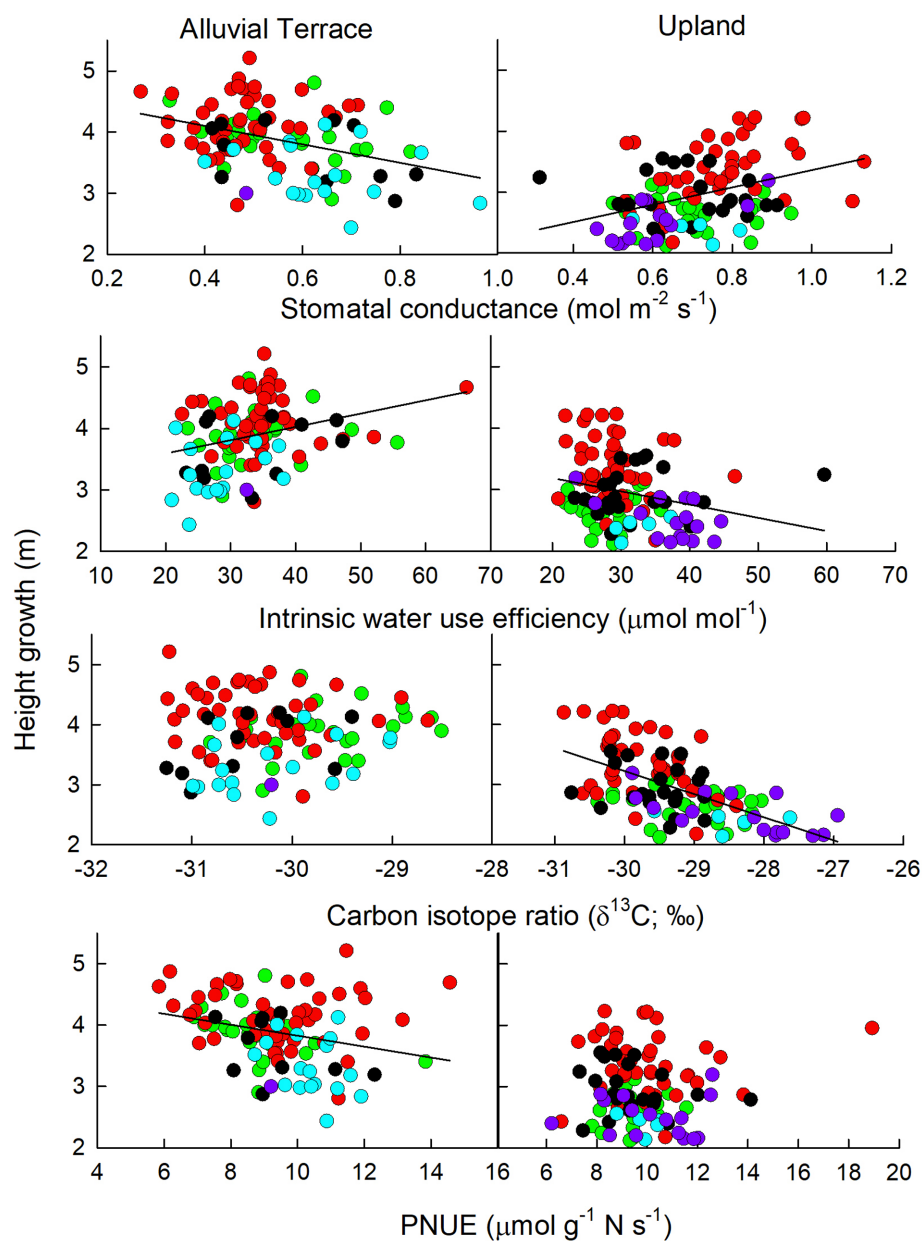 Alluvial Terrace Upland
5
4
3
2
0.2 0.4 0.6 0.8 1.0 0.4 0.6 0.8 1.0 1.2
Stomatal conductance (mol m⁻² s⁻¹)
5
4
3
2
10 20 30 40 50 60 70 20 30 40 50 60 70
Intrinsic water use efficiency (μmol mol⁻¹)
Height growth (m)
5
4
3
2
-32 -31 -30 -29 -28 -31 -30 -29 -28 -27 -26
Carbon isotope ratio (δ¹³C; ‰)
5
4
3
2
4 6 8 10 12 14 16 6 8 10 12 14 16 18 20
PNUE (μmol g⁻¹ N s⁻¹)